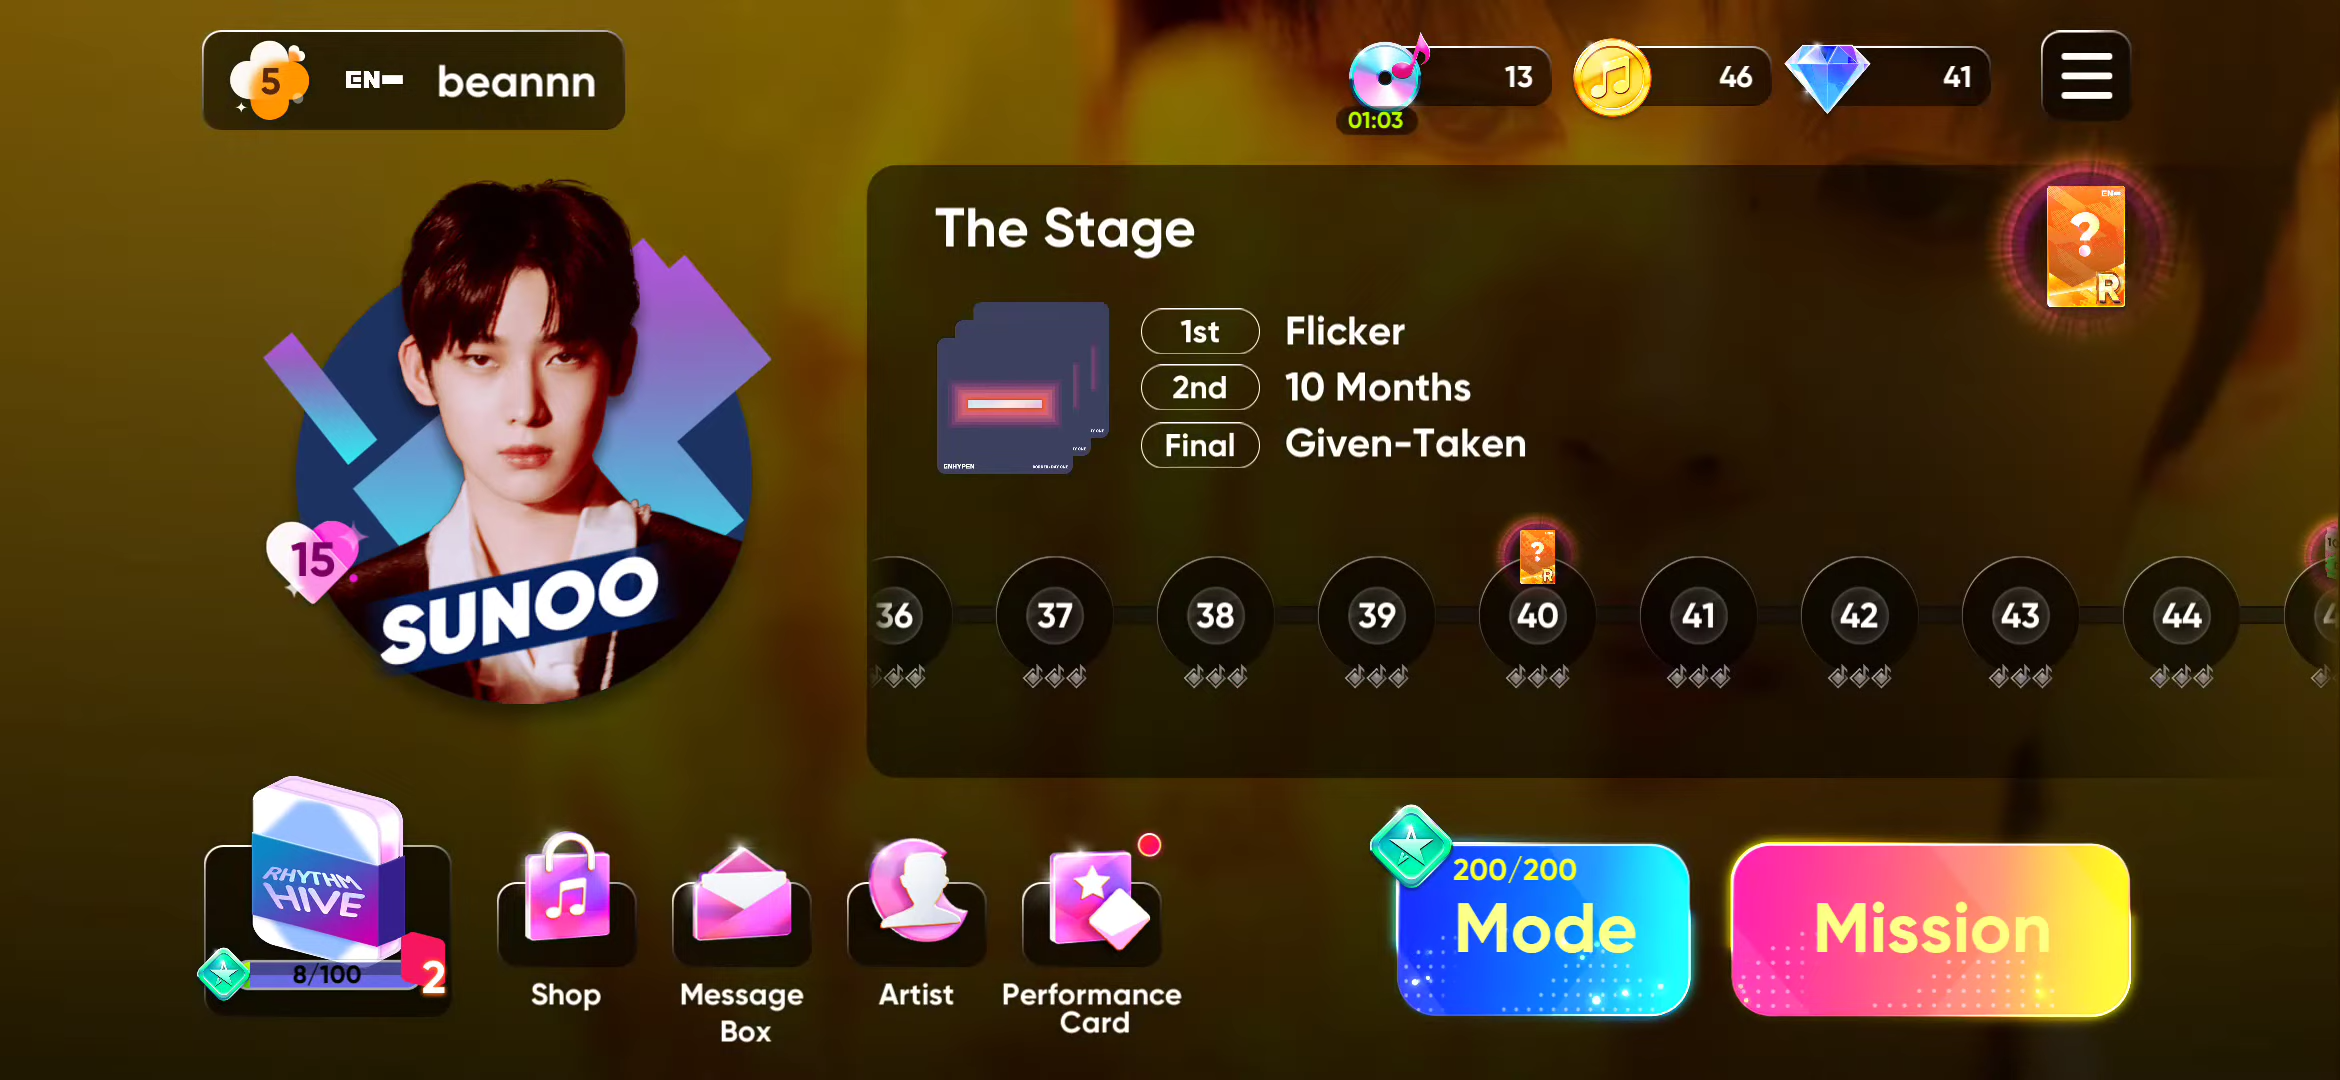 5 EN- beannn
13
01:03
46
41
The Stage
? R
1st Flicker
2nd 10 Months
Final Given-Taken
ENHYPEN
15
SUNOO
? R
36 37 38 39 40 41 42 43 44
RHYTHM
HIVE
8/100
2
Shop
Message
Box
Artist
Performance
Card
200/200
Mode
Mission